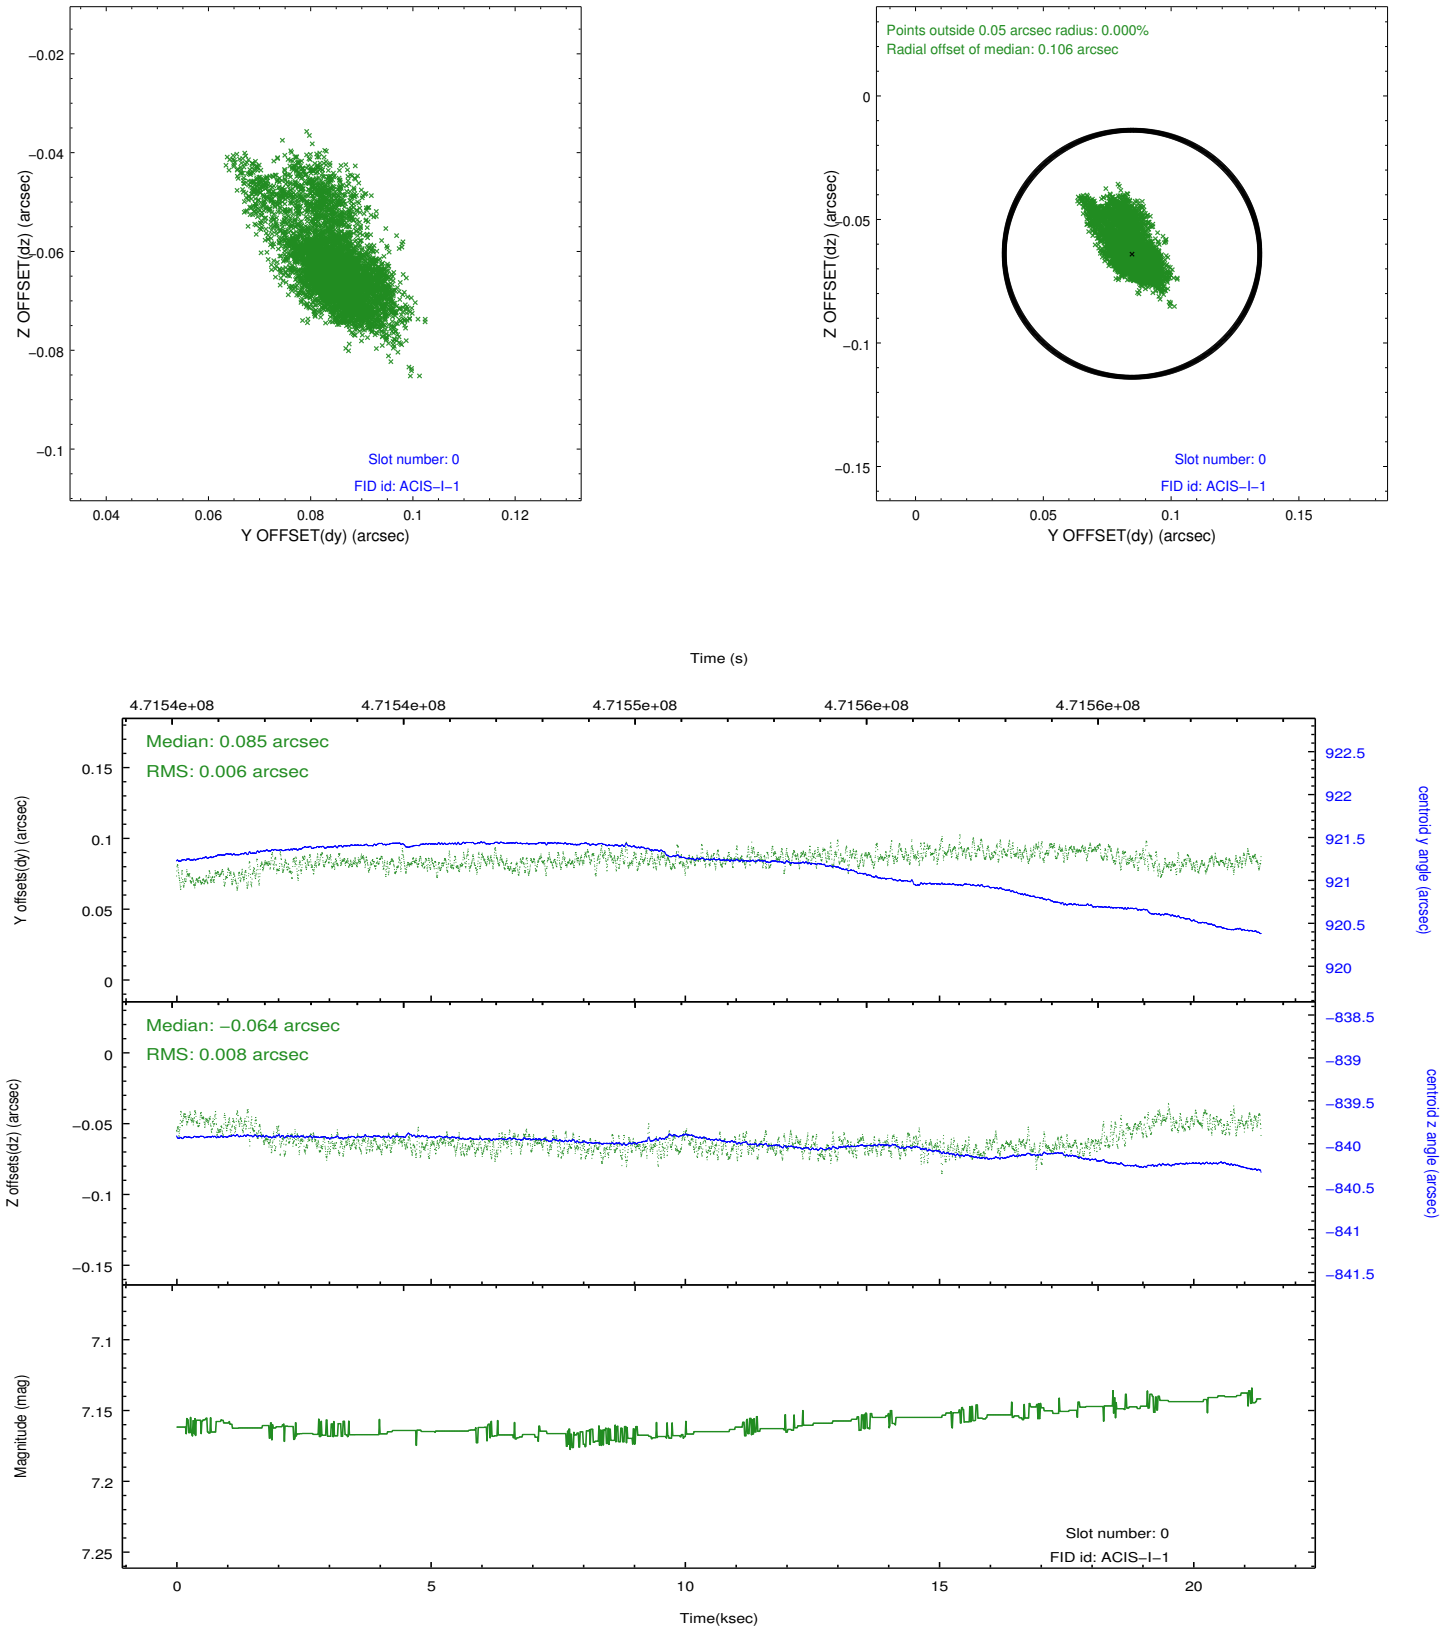 −0.02
−0.04
−0.06
−0.08
−0.1
Z OFFSET(dz) (arcsec)
Slot number: 0
FID id: ACIS−I−1
0.04 0.06 0.08 0.1 0.12
Y OFFSET(dy) (arcsec)
Points outside 0.05 arcsec radius: 0.000%
Radial offset of median: 0.106 arcsec
0
−0.05
−0.1
−0.15
Z OFFSET(dz) (arcsec)
Slot number: 0
FID id: ACIS−I−1
0 0.05 0.1 0.15
Y OFFSET(dy) (arcsec)
Time (s)
4.7154e+08 4.7154e+08 4.7155e+08 4.7156e+08 4.7156e+08
Median: 0.085 arcsec
RMS: 0.006 arcsec
0.15
0.1
0.05
0
Y offsets(dy) (arcsec)
922.5
922
921.5
921
920.5
920
centroid y angle (arcsec)
Median: −0.064 arcsec
RMS: 0.008 arcsec
0
−0.05
−0.1
−0.15
Z offsets(dz) (arcsec)
−838.5
−839
−839.5
−840
−840.5
−841
−841.5
centroid z angle (arcsec)
7.1
7.15
7.2
7.25
Magnitude (mag)
Slot number: 0
FID id: ACIS−I−1
0 5 10 15 20
Time(ksec)